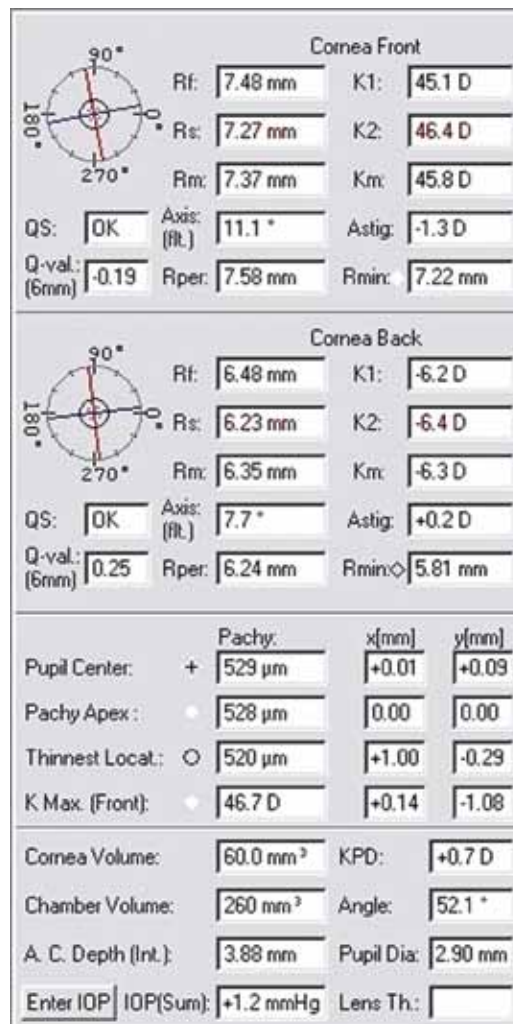 Cornea Front
90°
Rf: 7.48 mm K1: 45.1 D
180° 0° Rs: 7.27 mm K2: 46.4 D
270° Rm: 7.37 mm Km: 45.8 D
QS: OK Axis: (flt.) 11.1 ° Astig: -1.3 D
Q-val.: (6mm) -0.19 Rper: 7.58 mm Rmin: 7.22 mm
Cornea Back
90°
Rf: 6.48 mm K1: -6.2 D
180° 0° Rs: 6.23 mm K2: -6.4 D
270° Rm: 6.35 mm Km: -6.3 D
QS: OK Axis: (flt.) 7.7 ° Astig: +0.2 D
Q-val.: (6mm) 0.25 Rper: 6.24 mm Rmin: 5.81 mm
Pachy: x[mm] y[mm]
Pupil Center: + 529 µm +0.01 +0.09
Pachy Apex : 528 µm 0.00 0.00
Thinnest Locat.: O 520 µm +1.00 -0.29
K Max. (Front): 46.7 D +0.14 -1.08
Cornea Volume: 60.0 mm³ KPD: +0.7 D
Chamber Volume: 260 mm³ Angle: 52.1 °
A. C. Depth (Int.): 3.88 mm Pupil Dia: 2.90 mm
Enter IOP IOP(Sum): +1.2 mmHg Lens Th.: